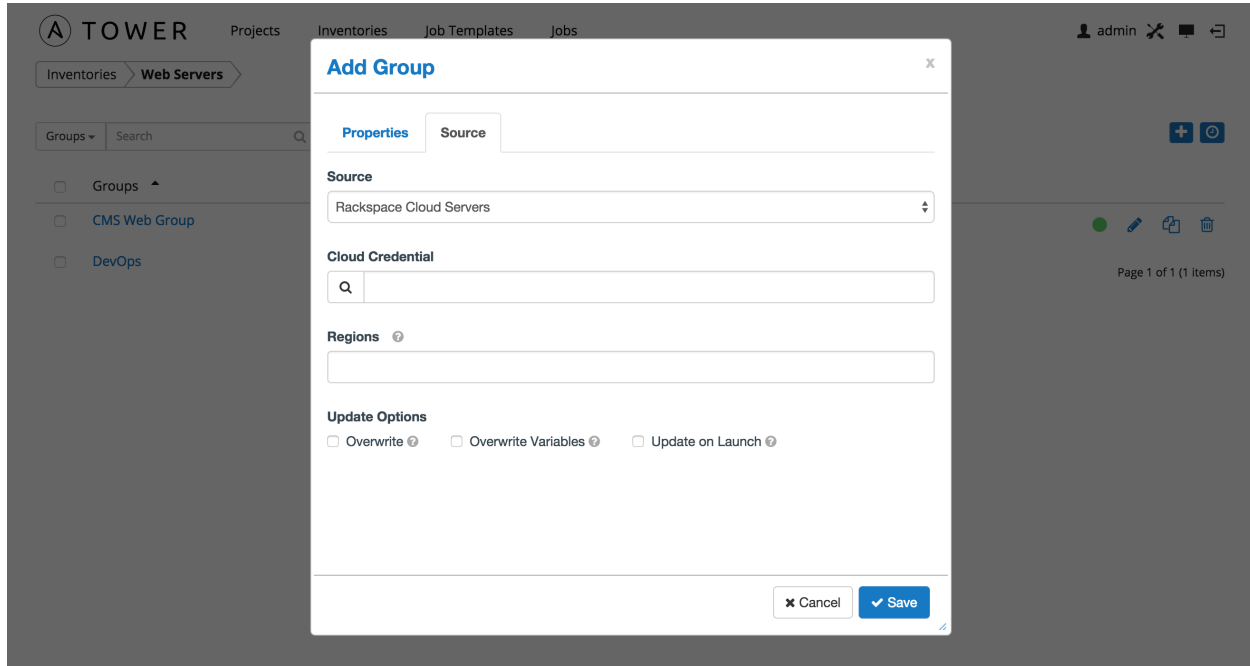 A TOWER Projects Inventories Job Templates Jobs admin
Inventories Web Servers
Add Group x
Groups Search
Properties Source
Groups
Source
Rackspace Cloud Servers
CMS Web Group
Cloud Credential
DevOps
Page 1 of 1 (1 items)
Regions ?
Update Options
Overwrite ? Overwrite Variables ? Update on Launch ?
Cancel Save